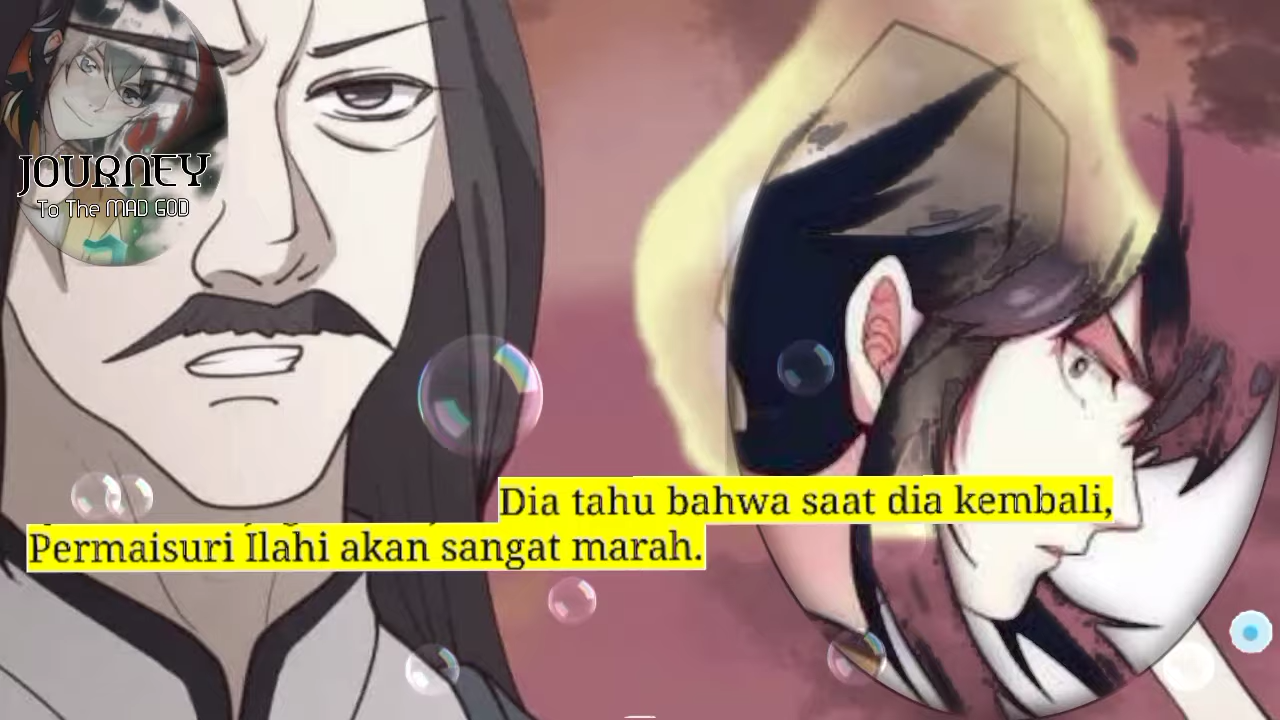 JOURNEY
To The MAD GOD
Dia tahu bahwa saat dia kembali,
Permaisuri Ilahi akan sangat marah.